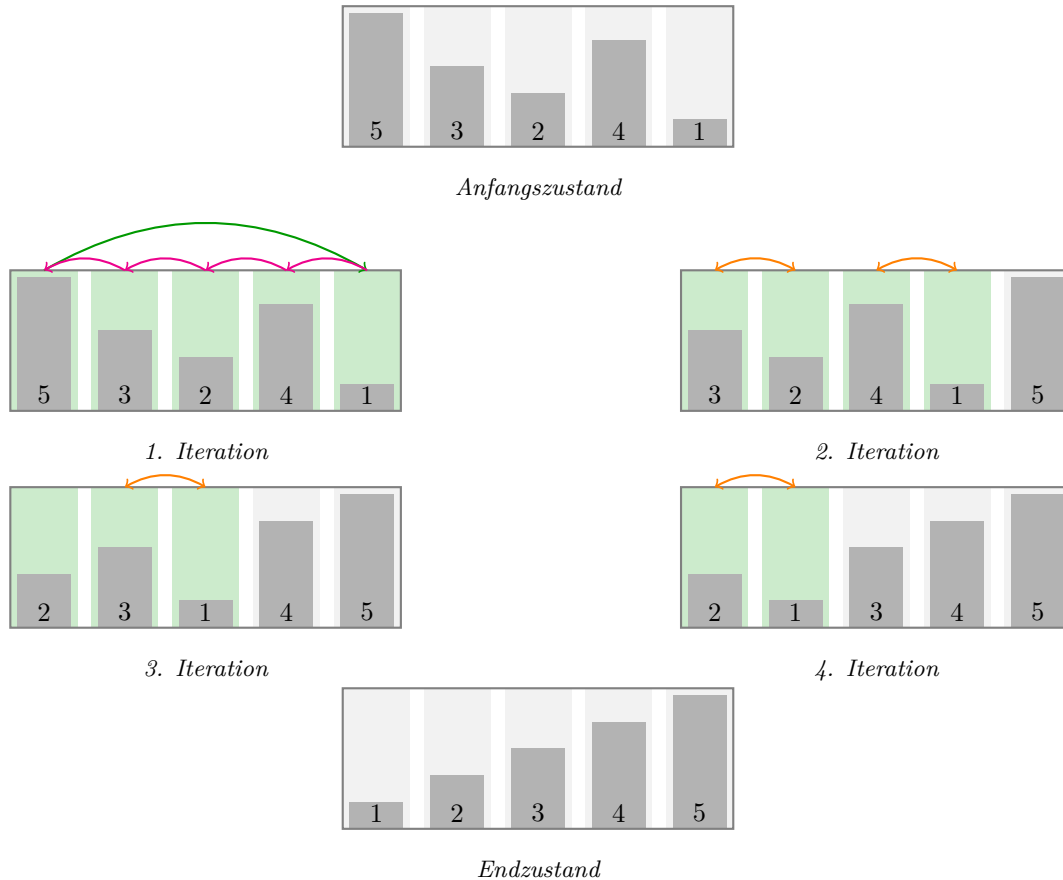 5 3 2 4 1
Anfangszustand
5 3 2 4 1
1. Iteration
3 2 4 1 5
2. Iteration
2 3 1 4 5
3. Iteration
2 1 3 4 5
4. Iteration
1 2 3 4 5
Endzustand